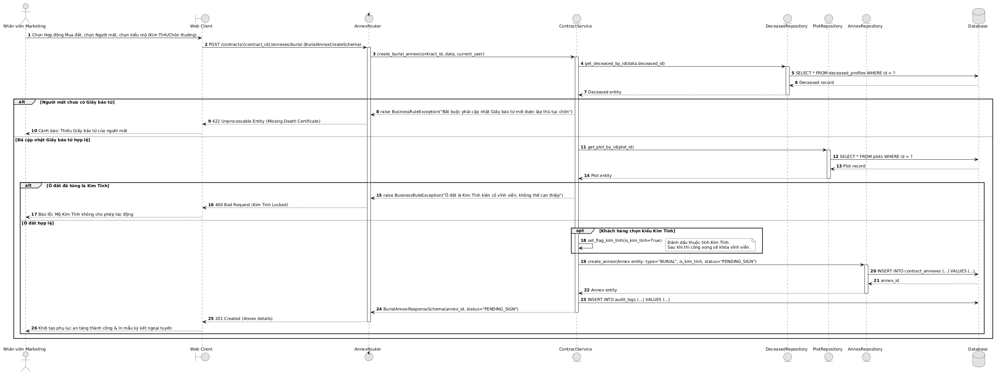 Nhân viên Marketing
Web Client
AnnexRouter
ContractService
DeceasedRepository
PlotRepository
AnnexRepository
Database
1 Chọn Hợp đồng Mua đất, chọn Người mất, chọn kiểu mộ (Kim Tĩnh/Chôn thường)
2 POST /contracts/{contract_id}/annexes/burial (BurialAnnexCreateSchema)
3 create_burial_annex(contract_id, data, current_user)
4 get_deceased_by_id(data.deceased_id)
5 SELECT * FROM deceased_profiles WHERE id = ?
6 Deceased record
7 Deceased entity
alt [Người mất chưa có Giấy báo tử]
8 raise BusinessRuleException("Bắt buộc phải cập nhật Giấy báo tử mới được lập thủ tục chôn")
9 422 Unprocessable Entity (Missing Death Certificate)
10 Cảnh báo: Thiếu Giấy báo tử của người mất
[Đã cập nhật Giấy báo tử hợp lệ]
11 get_plot_by_id(plot_id)
12 SELECT * FROM plots WHERE id = ?
13 Plot record
14 Plot entity
alt [Ô đất đã từng là Kim Tĩnh]
15 raise BusinessRuleException("Ô đất là Kim Tĩnh kiên cố vĩnh viễn, không thể can thiệp")
16 400 Bad Request (Kim Tinh Locked)
17 Báo lỗi: Mộ Kim Tĩnh không cho phép tác động
[Ô đất hợp lệ]
opt [Khách hàng chọn kiểu Kim Tĩnh]
18 set_flag_kim_tinh(is_kim_tinh=True)
Đánh dấu thuộc tính Kim Tĩnh.
Sau khi thi công xong sẽ khóa vĩnh viễn.
19 create_annex(Annex entity: type="BURIAL", is_kim_tinh, status="PENDING_SIGN")
20 INSERT INTO contract_annexes (...) VALUES (...)
21 annex_id
22 Annex entity
23 INSERT INTO audit_logs (...) VALUES (...)
24 BurialAnnexResponseSchema(annex_id, status="PENDING_SIGN")
25 201 Created (Annex details)
26 Khởi tạo phụ lục an táng thành công & In mẫu ký kết ngoại tuyến
Nhân viên Marketing
Web Client
AnnexRouter
ContractService
DeceasedRepository
PlotRepository
AnnexRepository
Database